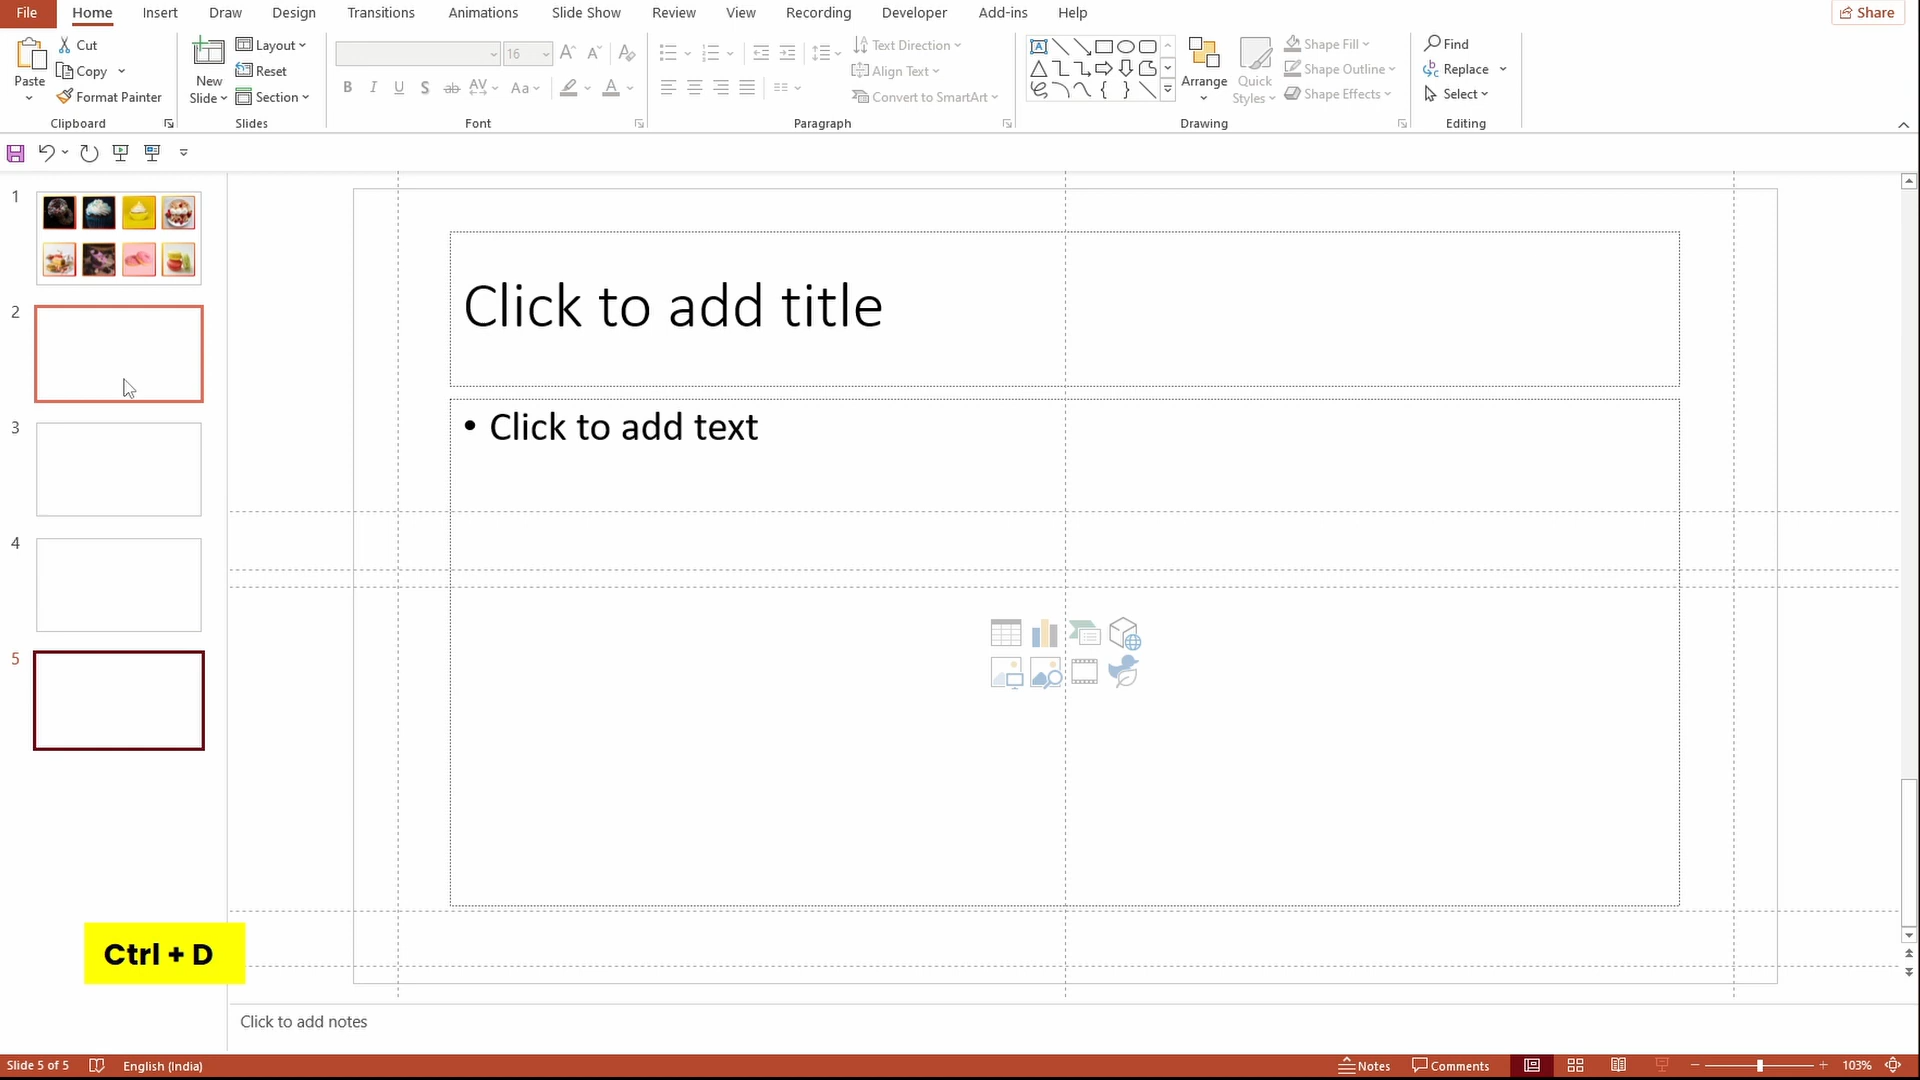 File Home Insert Draw Design Transitions Animations Slide Show Review View Recording Developer Add-ins Help Share
Paste Cut Copy Format Painter Clipboard
New Slide Layout Reset Section Slides
16 B I U S ab AV Aa A Font
Text Direction Align Text Convert to SmartArt Paragraph
Arrange Quick Styles Shape Fill Shape Outline Shape Effects Drawing
Find Replace Select Editing
1
2
3
4
5
Click to add title
• Click to add text
Ctrl + D
Click to add notes
Slide 5 of 5 English (India) Notes Comments 103%